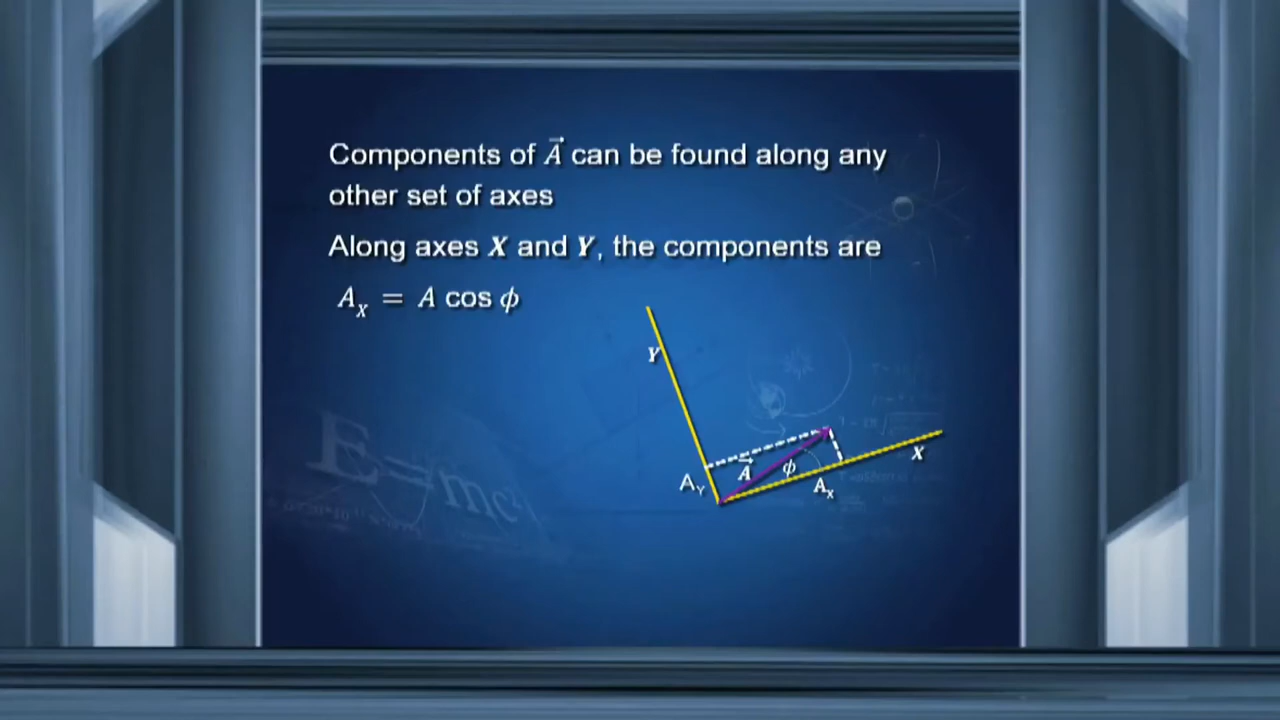 Components of A⃗ can be found along any
other set of axes
Along axes X and Y, the components are
A_X = A cos ϕ
Y
A⃗
ϕ
X
A_Y
A_X
E=mc²